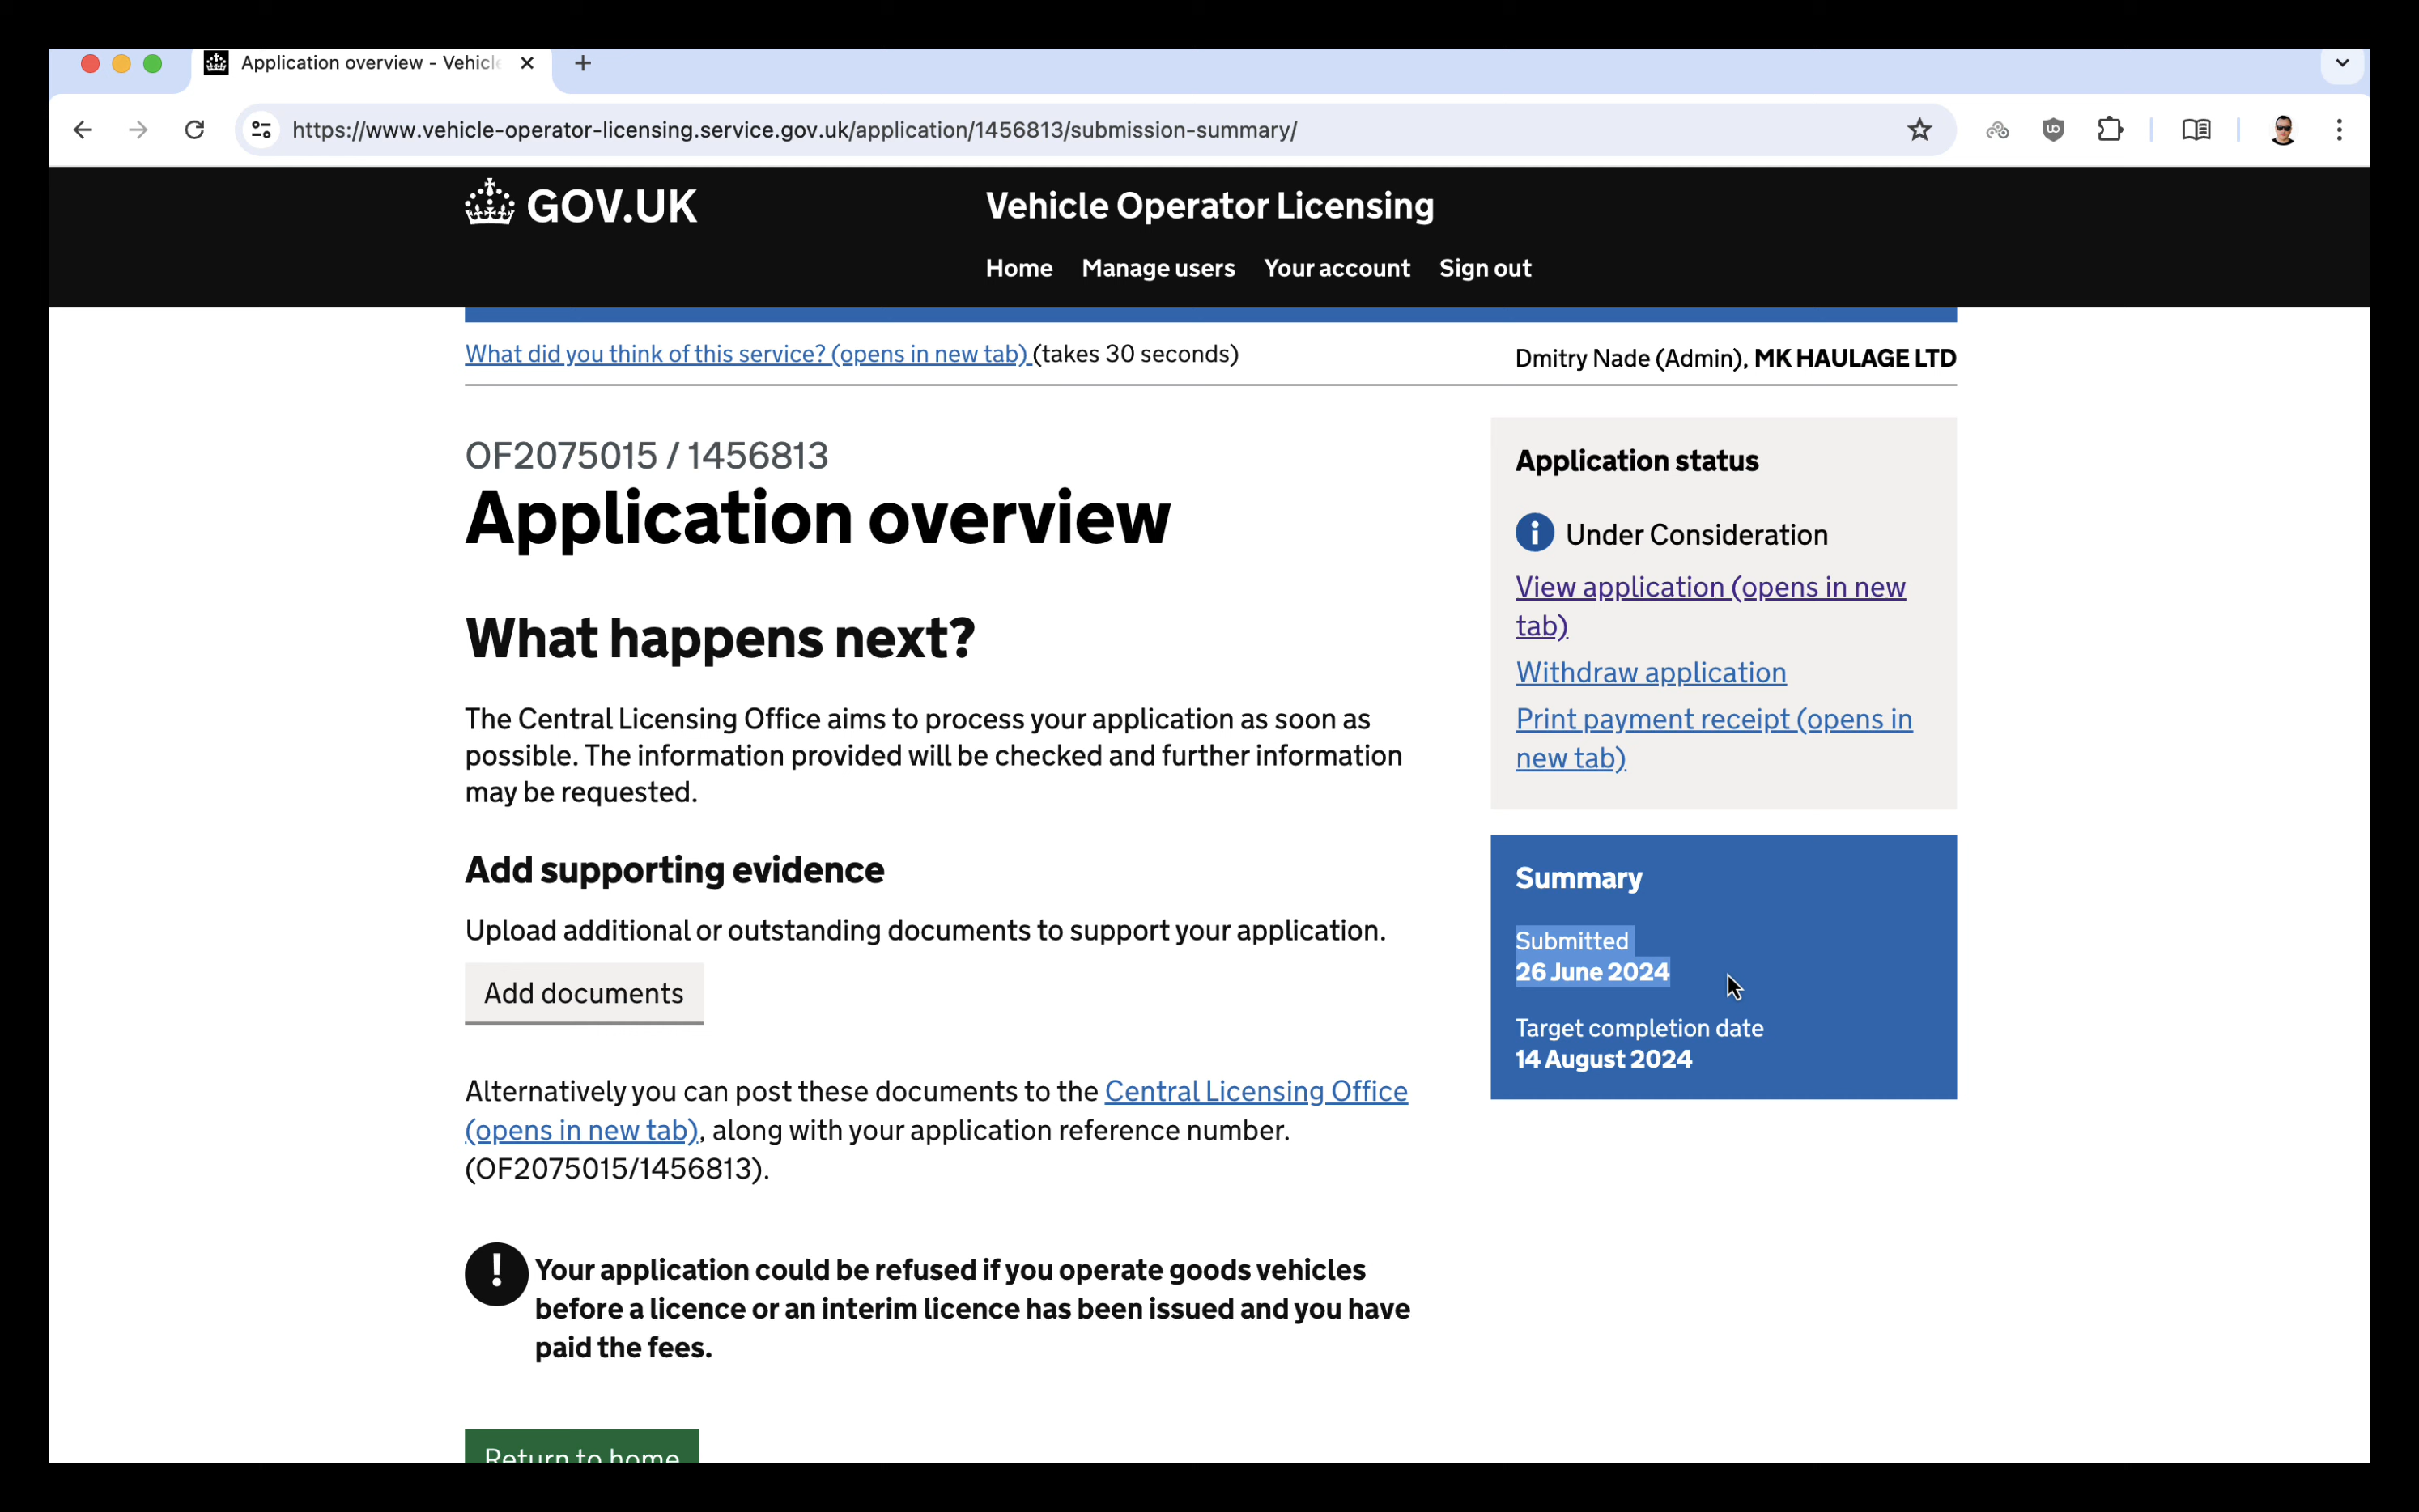 Application overview - Vehicle
https://www.vehicle-operator-licensing.service.gov.uk/application/1456813/submission-summary/
GOV.UK
Vehicle Operator Licensing
Home Manage users Your account Sign out
What did you think of this service? (opens in new tab) (takes 30 seconds)
Dmitry Nade (Admin), MK HAULAGE LTD
OF2075015 / 1456813
Application overview
What happens next?
The Central Licensing Office aims to process your application as soon as
possible. The information provided will be checked and further information
may be requested.
Add supporting evidence
Upload additional or outstanding documents to support your application.
Add documents
Alternatively you can post these documents to the Central Licensing Office
(opens in new tab), along with your application reference number.
(OF2075015/1456813).
! Your application could be refused if you operate goods vehicles
before a licence or an interim licence has been issued and you have
paid the fees.
Return to home
Application status
i Under Consideration
View application (opens in new
tab)
Withdraw application
Print payment receipt (opens in
new tab)
Summary
Submitted
26 June 2024
Target completion date
14 August 2024